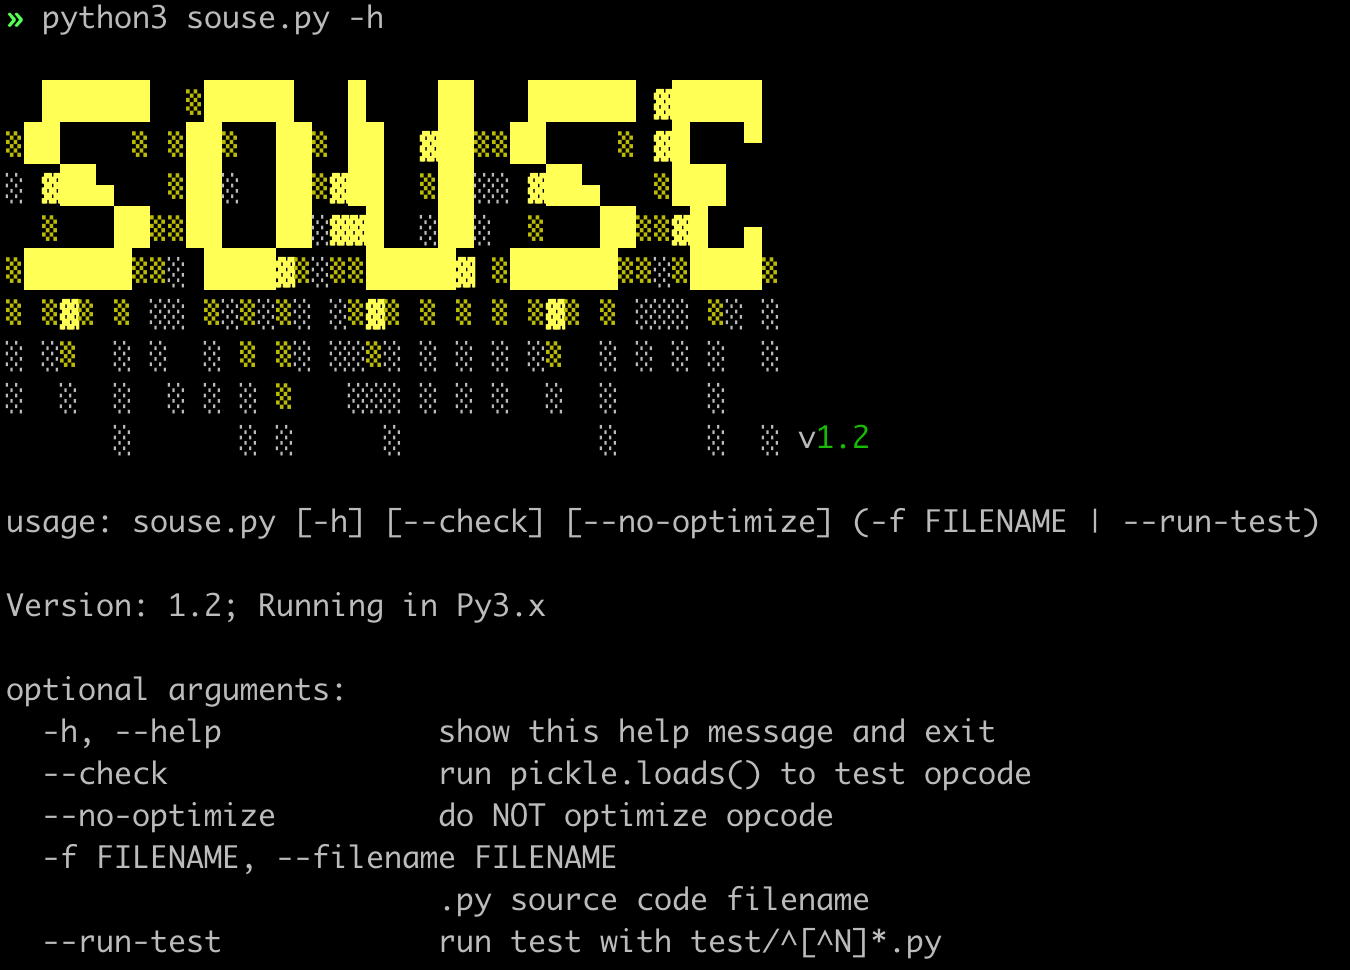 » python3 souse.py -h
SOUSE
v1.2
usage: souse.py [-h] [--check] [--no-optimize] (-f FILENAME | --run-test)
Version: 1.2; Running in Py3.x
optional arguments:
-h, --help show this help message and exit
--check run pickle.loads() to test opcode
--no-optimize do NOT optimize opcode
-f FILENAME, --filename FILENAME
.py source code filename
--run-test run test with test/^[^N]*.py